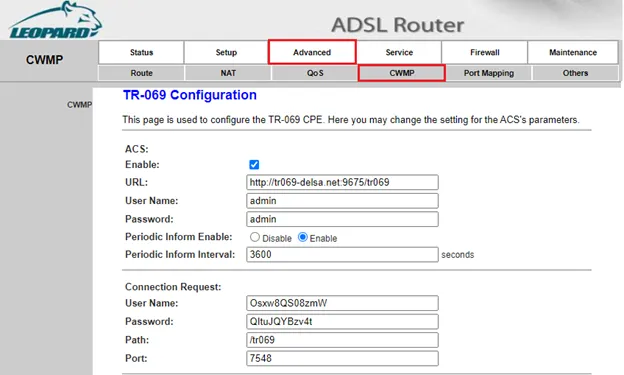 LEOPARD
ADSL Router
CWMP
Status Setup Advanced Service Firewall Maintenance
Route NAT QoS CWMP Port Mapping Others
CWMP
TR-069 Configuration
This page is used to configure the TR-069 CPE. Here you may change the setting for the ACS's parameters.
ACS:
Enable:
URL: http://tr069-delsa.net:9675/tr069
User Name: admin
Password: admin
Periodic Inform Enable: Disable Enable
Periodic Inform Interval: 3600 seconds
Connection Request:
User Name: Osxw8QS08zmW
Password: QItuJQYBzv4t
Path: /tr069
Port: 7548